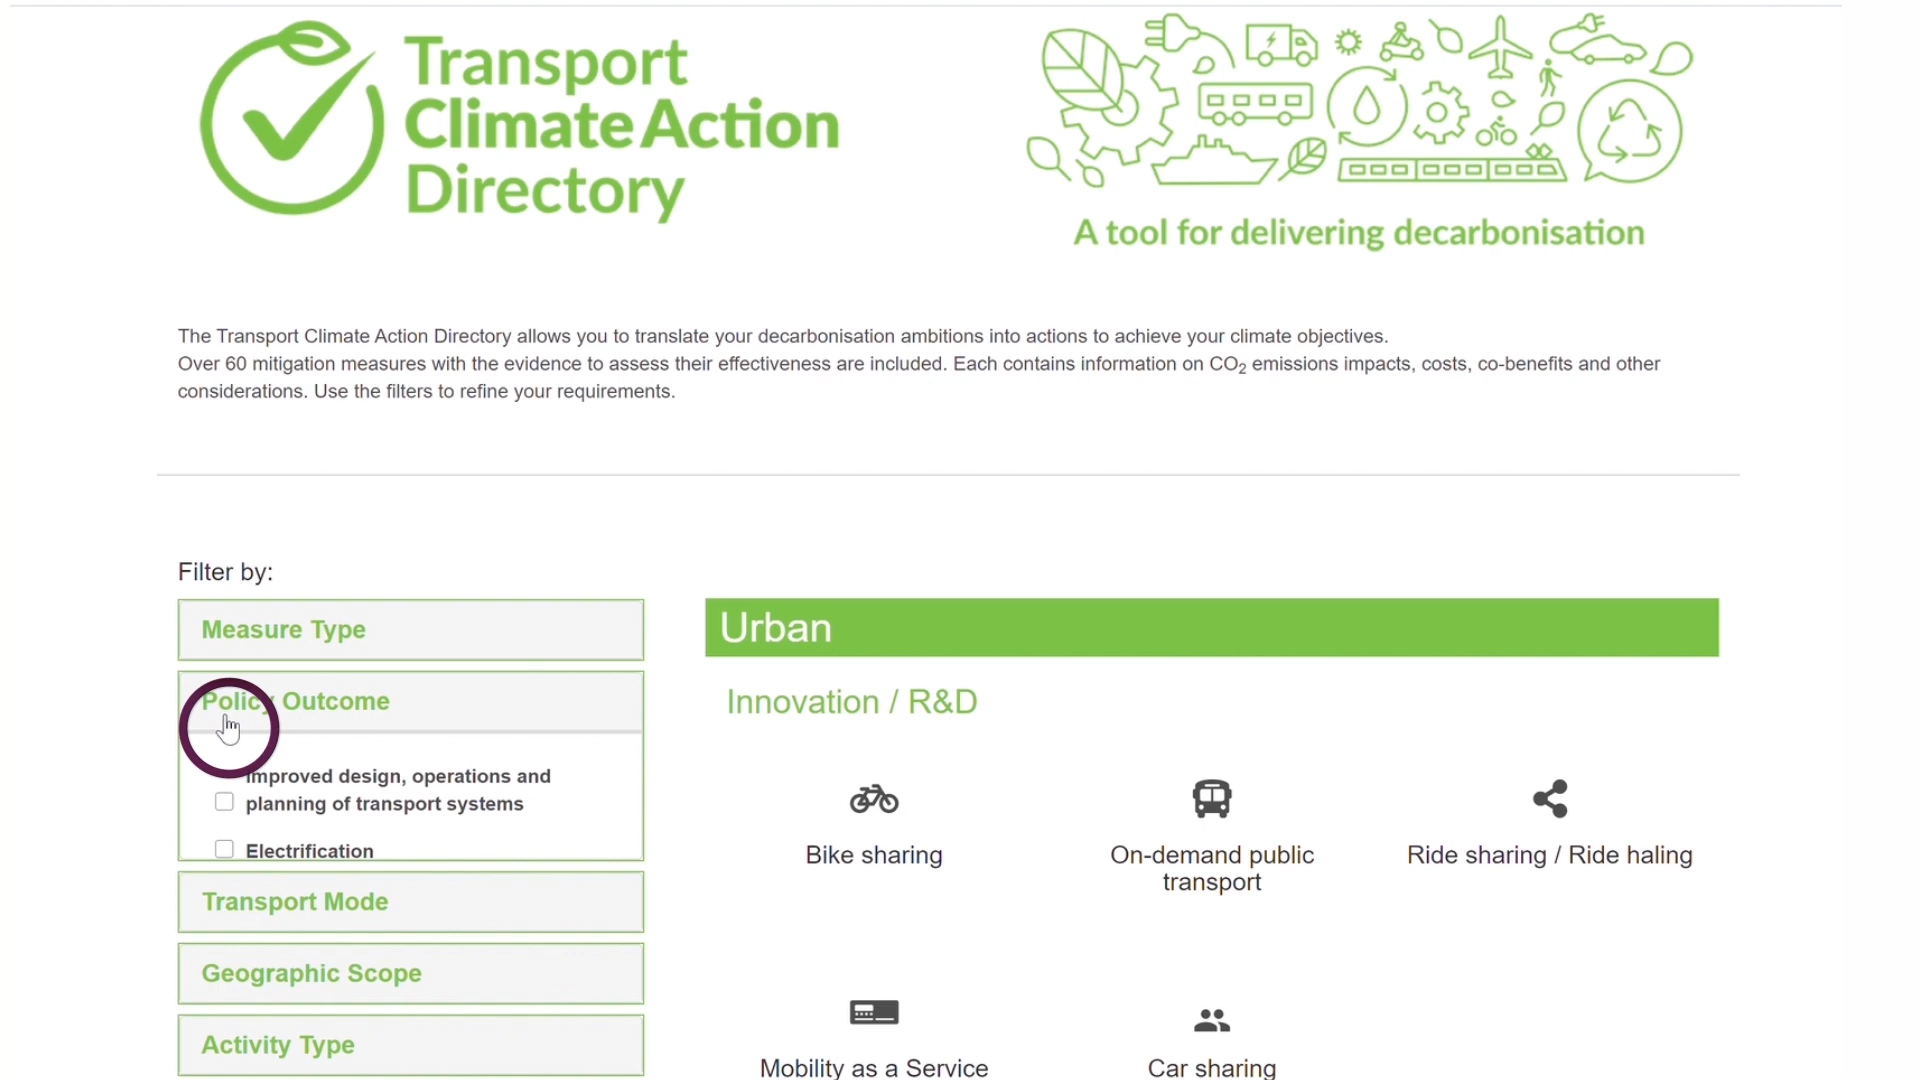 Transport
Climate Action
Directory
A tool for delivering decarbonisation
The Transport Climate Action Directory allows you to translate your decarbonisation ambitions into actions to achieve your climate objectives.
Over 60 mitigation measures with the evidence to assess their effectiveness are included. Each contains information on CO2 emissions impacts, costs, co-benefits and other
considerations. Use the filters to refine your requirements.
Filter by:
Measure Type
Policy Outcome
Improved design, operations and
planning of transport systems
Electrification
Transport Mode
Geographic Scope
Activity Type
Urban
Innovation / R&D
Bike sharing
On-demand public
transport
Ride sharing / Ride haling
Mobility as a Service
Car sharing